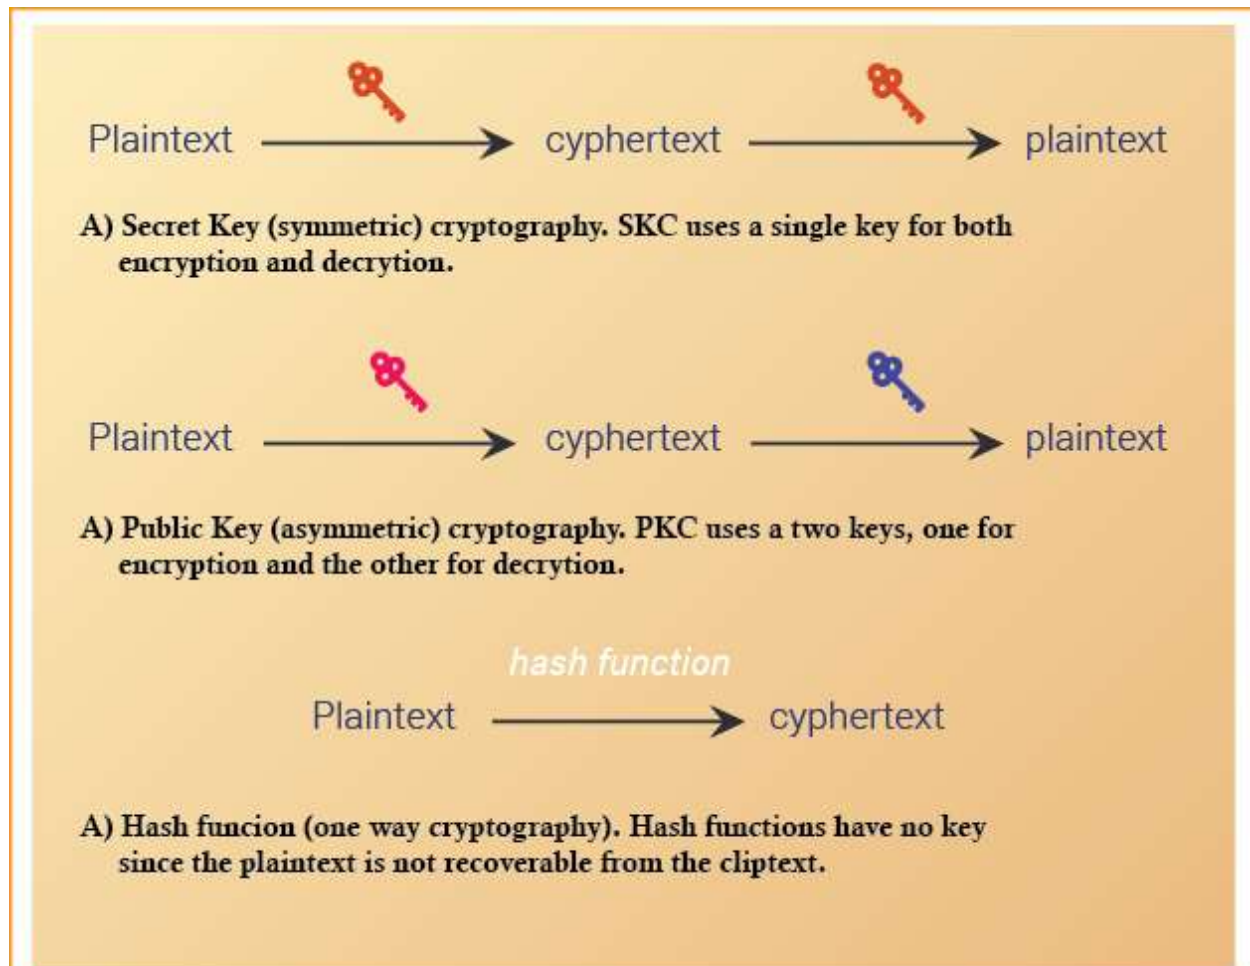 Plaintext cyphertext plaintext
A) Secret Key (symmetric) cryptography. SKC uses a single key for both
encryption and decrytion.
Plaintext cyphertext plaintext
A) Public Key (asymmetric) cryptography. PKC uses a two keys, one for
encryption and the other for decrytion.
hash function
Plaintext cyphertext
A) Hash funcion (one way cryptography). Hash functions have no key
since the plaintext is not recoverable from the cliptext.